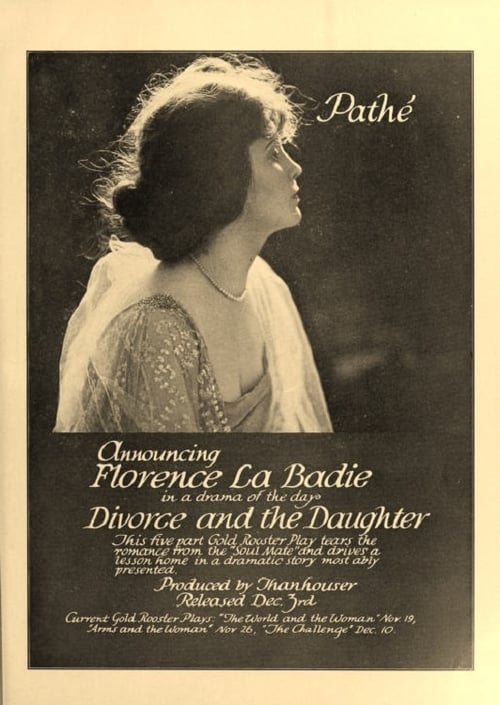 Pathé
Announcing
Florence La Badie
in a drama of the day
Divorce and the Daughter
This five part Gold Rooster Play tears the
romance from the "Soul Mate" and drives a
lesson home in a dramatic story most ably
presented.
Produced by Thanhouser
Released Dec. 3rd
Current Gold Rooster Plays: "The World and the Woman" Nov. 19,
"Arms and the Woman" Nov 26, "The Challenge" Dec. 10.